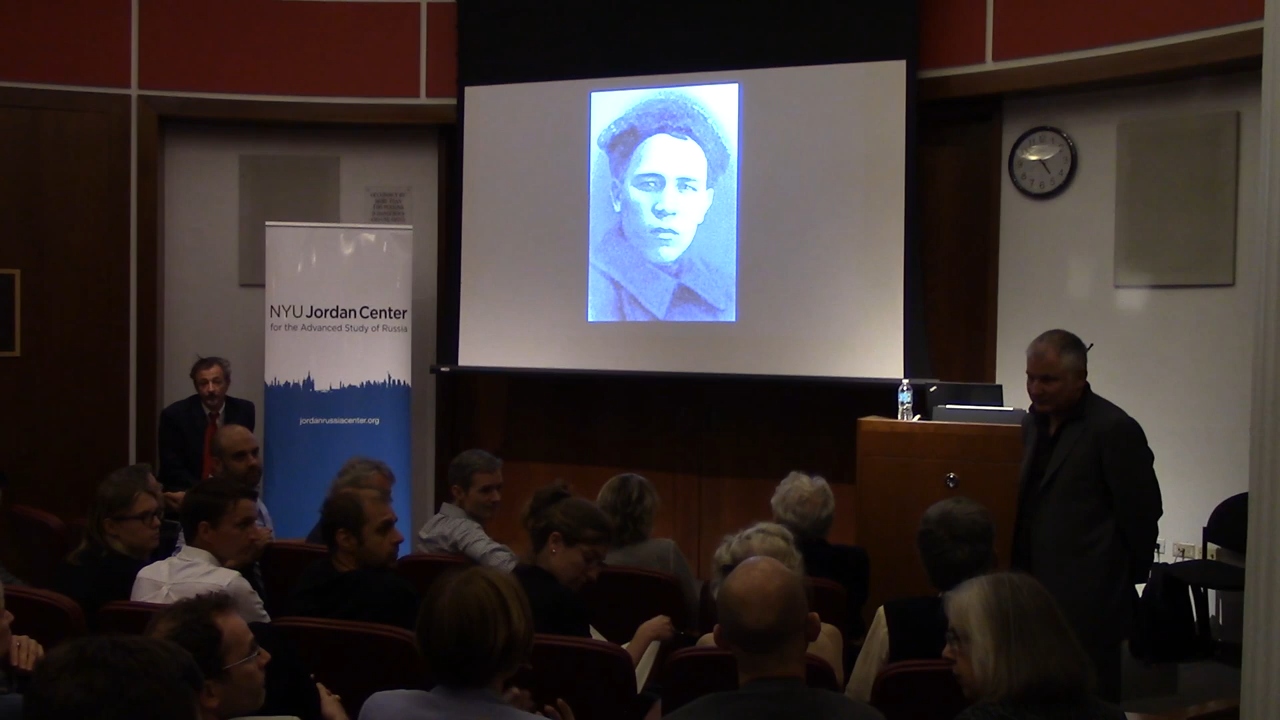 NYU Jordan Center
for the Advanced Study of Russia
jordanrussiacenter.org